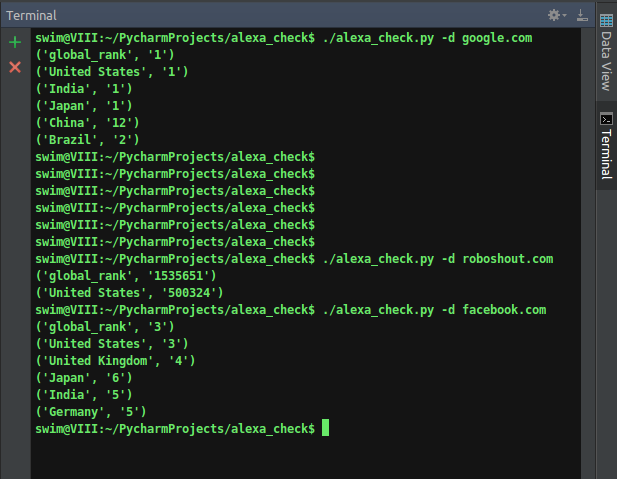 Terminal
swim@VIII:~/PycharmProjects/alexa_check$ ./alexa_check.py -d google.com
('global_rank', '1')
('United States', '1')
('India', '1')
('Japan', '1')
('China', '12')
('Brazil', '2')
swim@VIII:~/PycharmProjects/alexa_check$
swim@VIII:~/PycharmProjects/alexa_check$
swim@VIII:~/PycharmProjects/alexa_check$
swim@VIII:~/PycharmProjects/alexa_check$
swim@VIII:~/PycharmProjects/alexa_check$
swim@VIII:~/PycharmProjects/alexa_check$
swim@VIII:~/PycharmProjects/alexa_check$ ./alexa_check.py -d roboshout.com
('global_rank', '1535651')
('United States', '500324')
swim@VIII:~/PycharmProjects/alexa_check$ ./alexa_check.py -d facebook.com
('global_rank', '3')
('United States', '3')
('United Kingdom', '4')
('Japan', '6')
('India', '5')
('Germany', '5')
swim@VIII:~/PycharmProjects/alexa_check$
Data View
Terminal